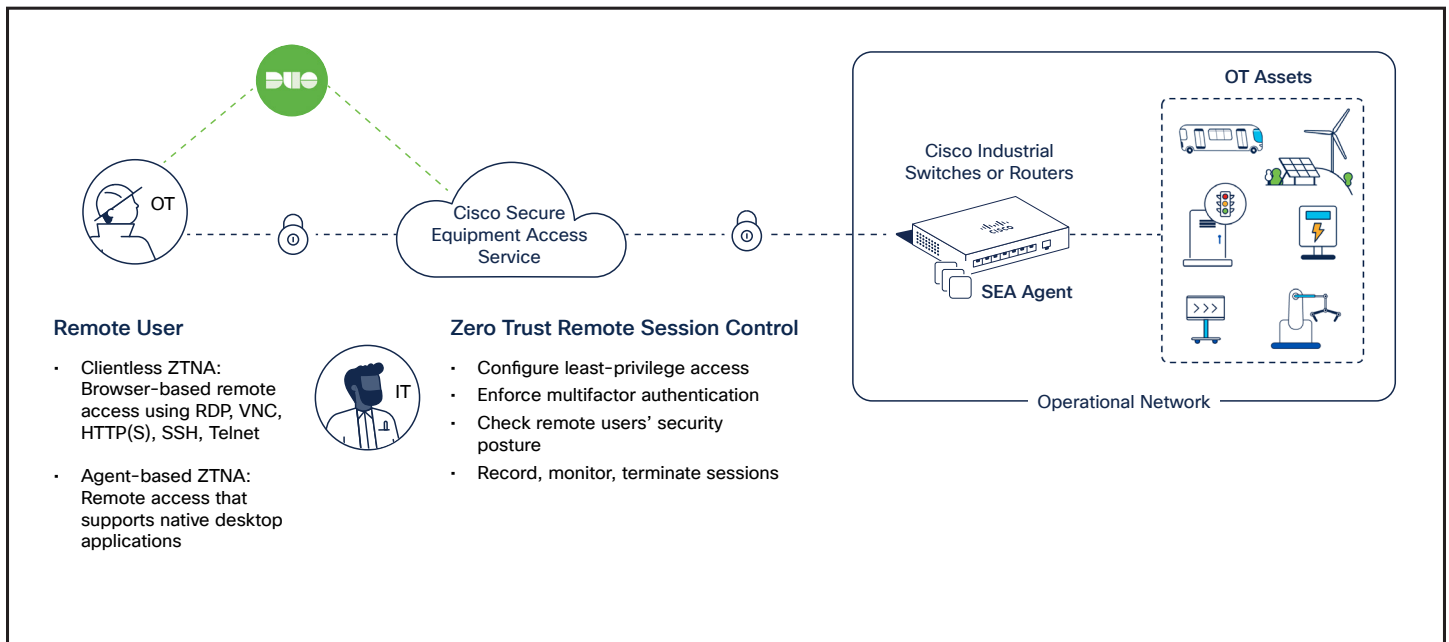 DUO
OT Assets
Cisco Industrial
Switches or Routers
OT
Cisco Secure
Equipment Access
Service
CISCO
SEA Agent
>>>
Operational Network
Remote User
· Clientless ZTNA:
Browser-based remote
access using RDP, VNC,
HTTP(S), SSH, Telnet
· Agent-based ZTNA:
Remote access that
supports native desktop
applications
IT
Zero Trust Remote Session Control
· Configure least-privilege access
· Enforce multifactor authentication
· Check remote users’ security
posture
· Record, monitor, terminate sessions